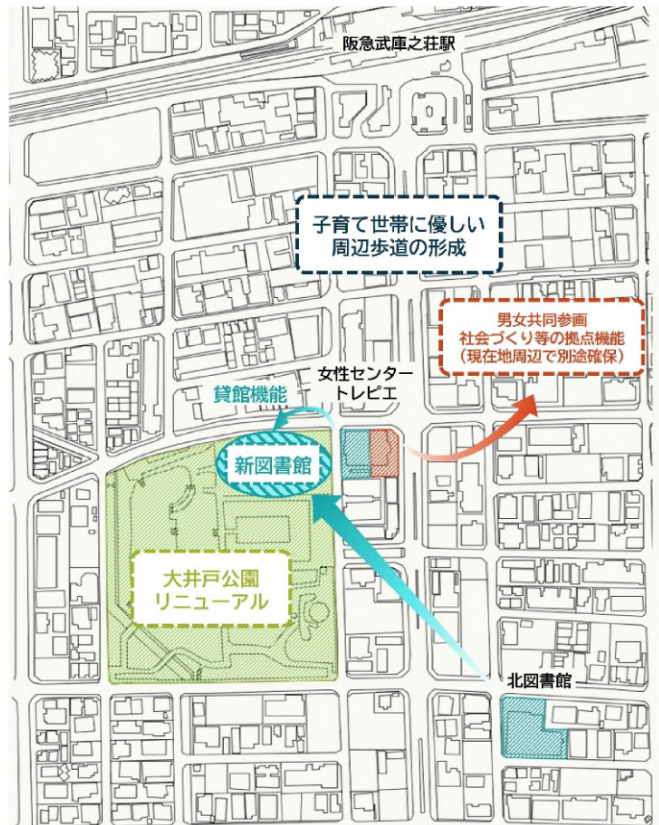 阪急武庫之荘駅
子育て世帯に優しい
周辺歩道の形成
男女共同参画
社会づくり等の拠点機能
(現在地周辺で別途確保)
女性センター
トレピエ
貸館機能
新図書館
大井戸公園
リニューアル
北図書館